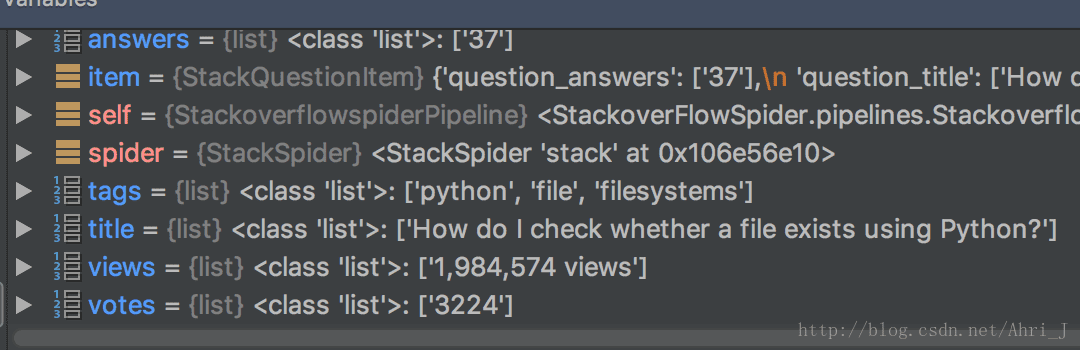 Variables
answers = {list} <class 'list'>: ['37']
item = {StackQuestionItem} {'question_answers': ['37'],\n 'question_title': ['How d
self = {StackoverflowspiderPipeline} <StackoverFlowSpider.pipelines.Stackoverfl
spider = {StackSpider} <StackSpider 'stack' at 0x106e56e10>
tags = {list} <class 'list'>: ['python', 'file', 'filesystems']
title = {list} <class 'list'>: ['How do I check whether a file exists using Python?']
views = {list} <class 'list'>: ['1,984,574 views']
votes = {list} <class 'list'>: ['3224']
http://blog.csdn.net/Ahri_J